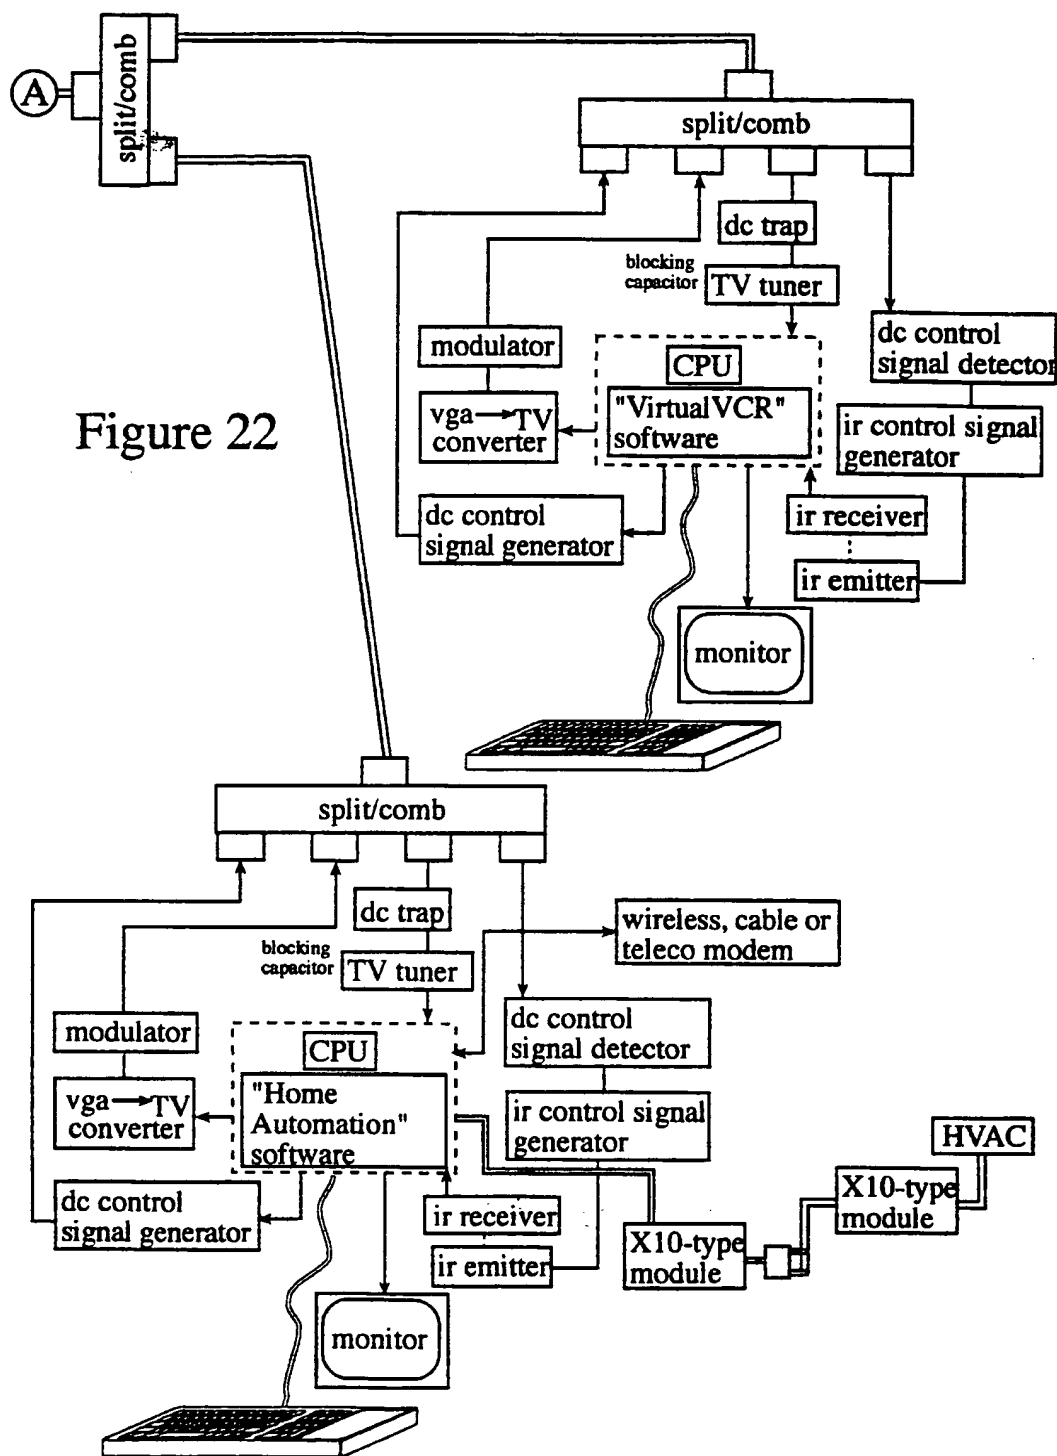 A
split/comb
split/comb
dc trap
blocking
capacitor
TV tuner
modulator
CPU
dc control
signal detector
Figure 22
vga → TV
converter
"VirtualVCR"
software
ir control signal
generator
dc control
signal generator
ir receiver
ir emitter
monitor
split/comb
dc trap
wireless, cable or
teleco modem
blocking
capacitor
TV tuner
modulator
CPU
dc control
signal detector
vga → TV
converter
"Home
Automation"
software
ir control signal
generator
HVAC
X10-type
module
dc control
signal generator
ir receiver
X10-type
module
ir emitter
monitor